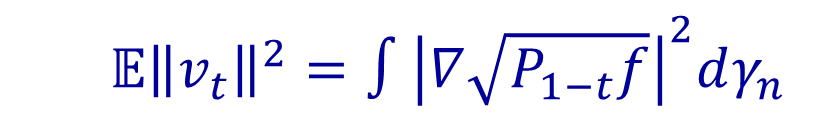 𝔼‖v_t‖² = ∫ |∇√(P_{1−t}f)|² dγ_n